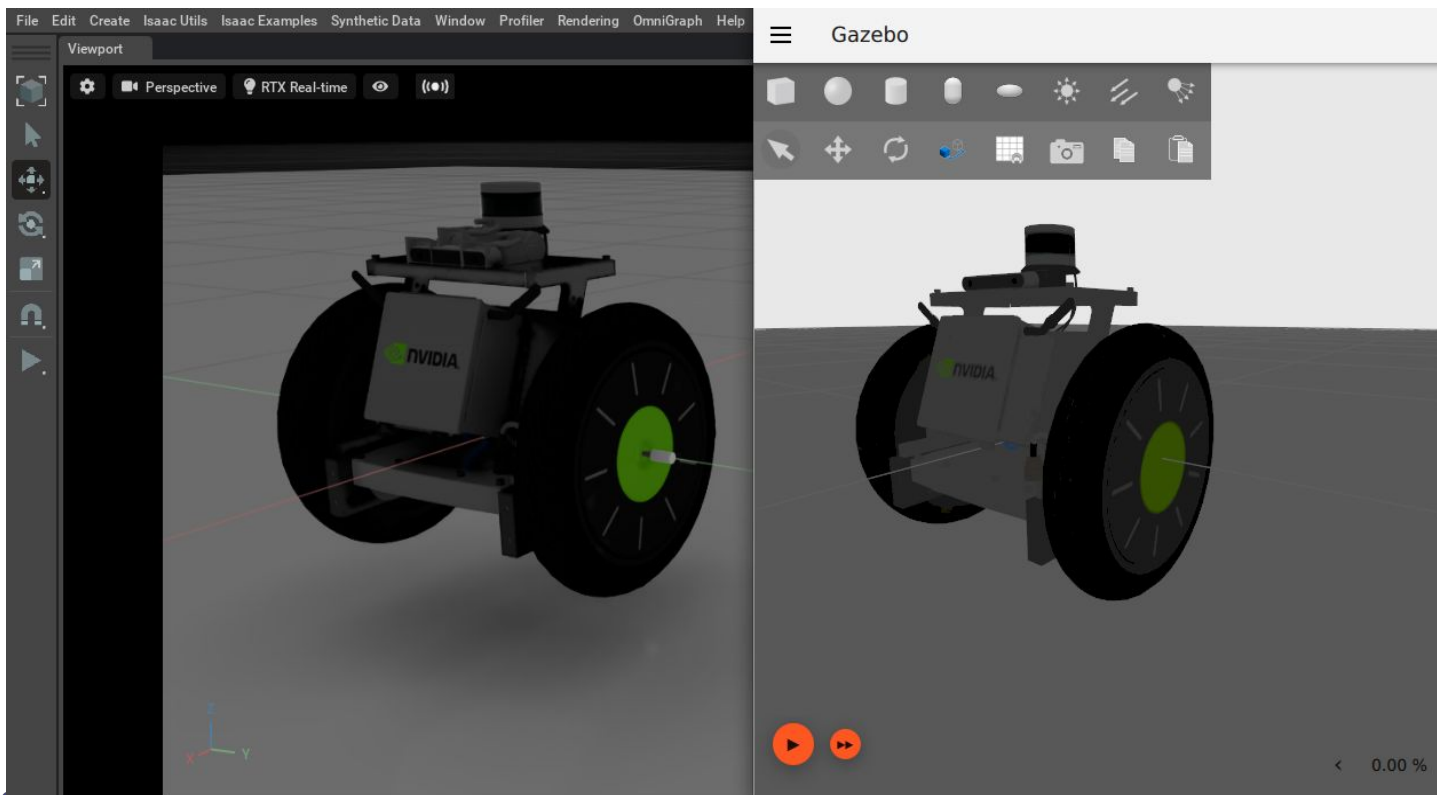 File Edit Create Isaac Utils Isaac Examples Synthetic Data Window Profiler Rendering OmniGraph Help
Viewport
Perspective RTX Real-time
NVIDIA.
Z
X Y
Gazebo
NVIDIA
0.00 %